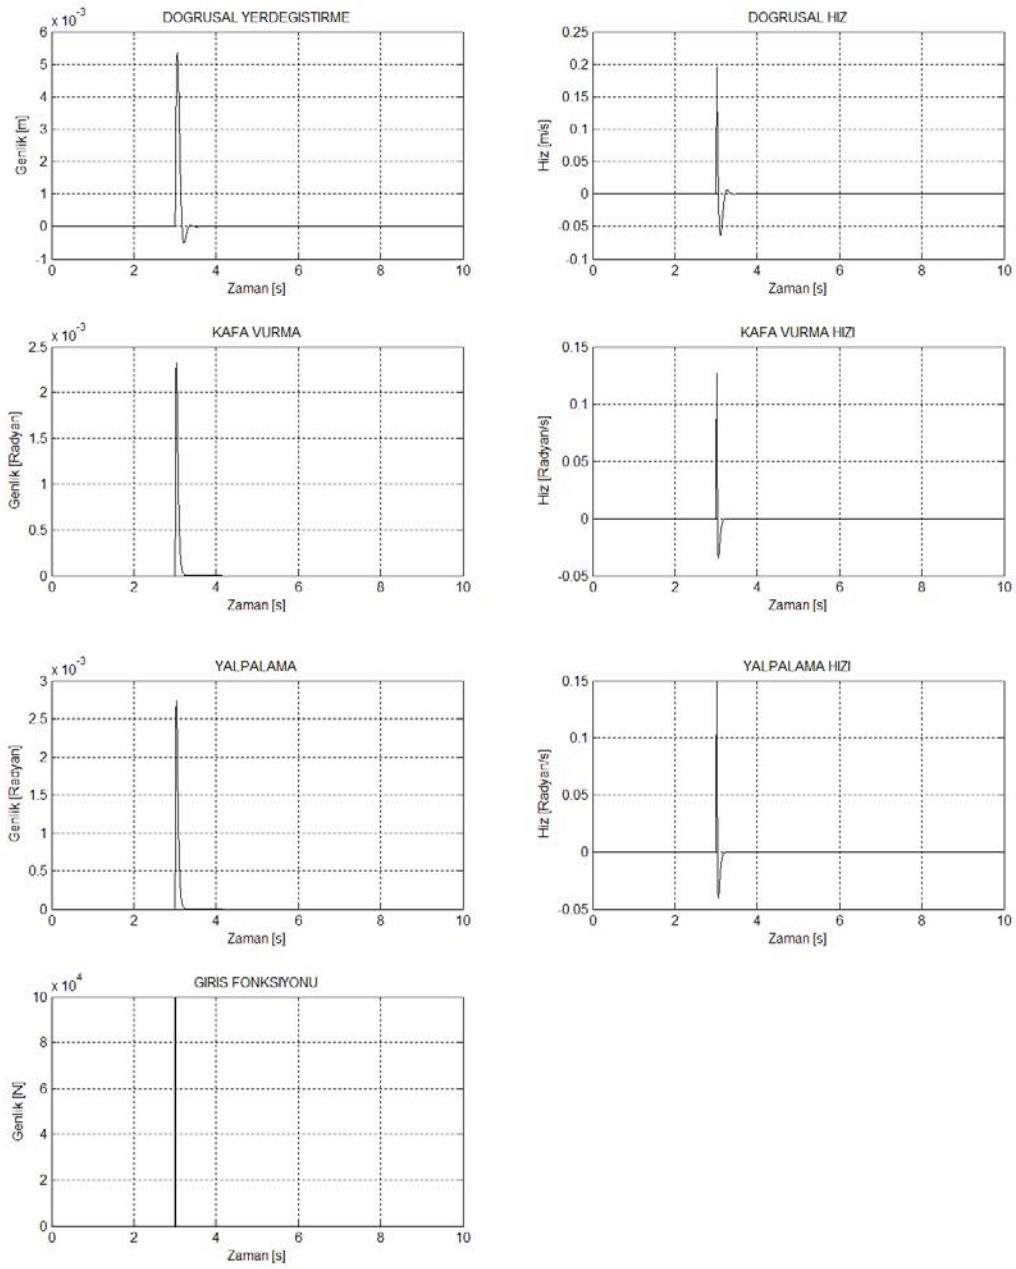 DOGRUSAL YERDEGISTIRME
x 10^-3
6
5
4
3
2
1
0
-1
Genlik [m]
0 2 4 6 8 10
Zaman [s]
DOGRUSAL HIZ
0.25
0.2
0.15
0.1
0.05
0
-0.05
-0.1
Hiz [m/s]
0 2 4 6 8 10
Zaman [s]
KAFA VURMA
x 10^-3
2.5
2
1.5
1
0.5
0
Genlik [Radyan]
0 2 4 6 8 10
Zaman [s]
KAFA VURMA HIZI
0.15
0.1
0.05
0
-0.05
Hiz [Radyan/s]
0 2 4 6 8 10
Zaman [s]
YALPALAMA
x 10^-3
3
2.5
2
1.5
1
0.5
0
Genlik [Radyan]
0 2 4 6 8 10
Zaman [s]
YALPALAMA HIZI
0.15
0.1
0.05
0
-0.05
Hiz [Radyan/s]
0 2 4 6 8 10
Zaman [s]
GIRIS FONKSIYONU
x 10^4
10
8
6
4
2
0
Genlik [N]
0 2 4 6 8 10
Zaman [s]